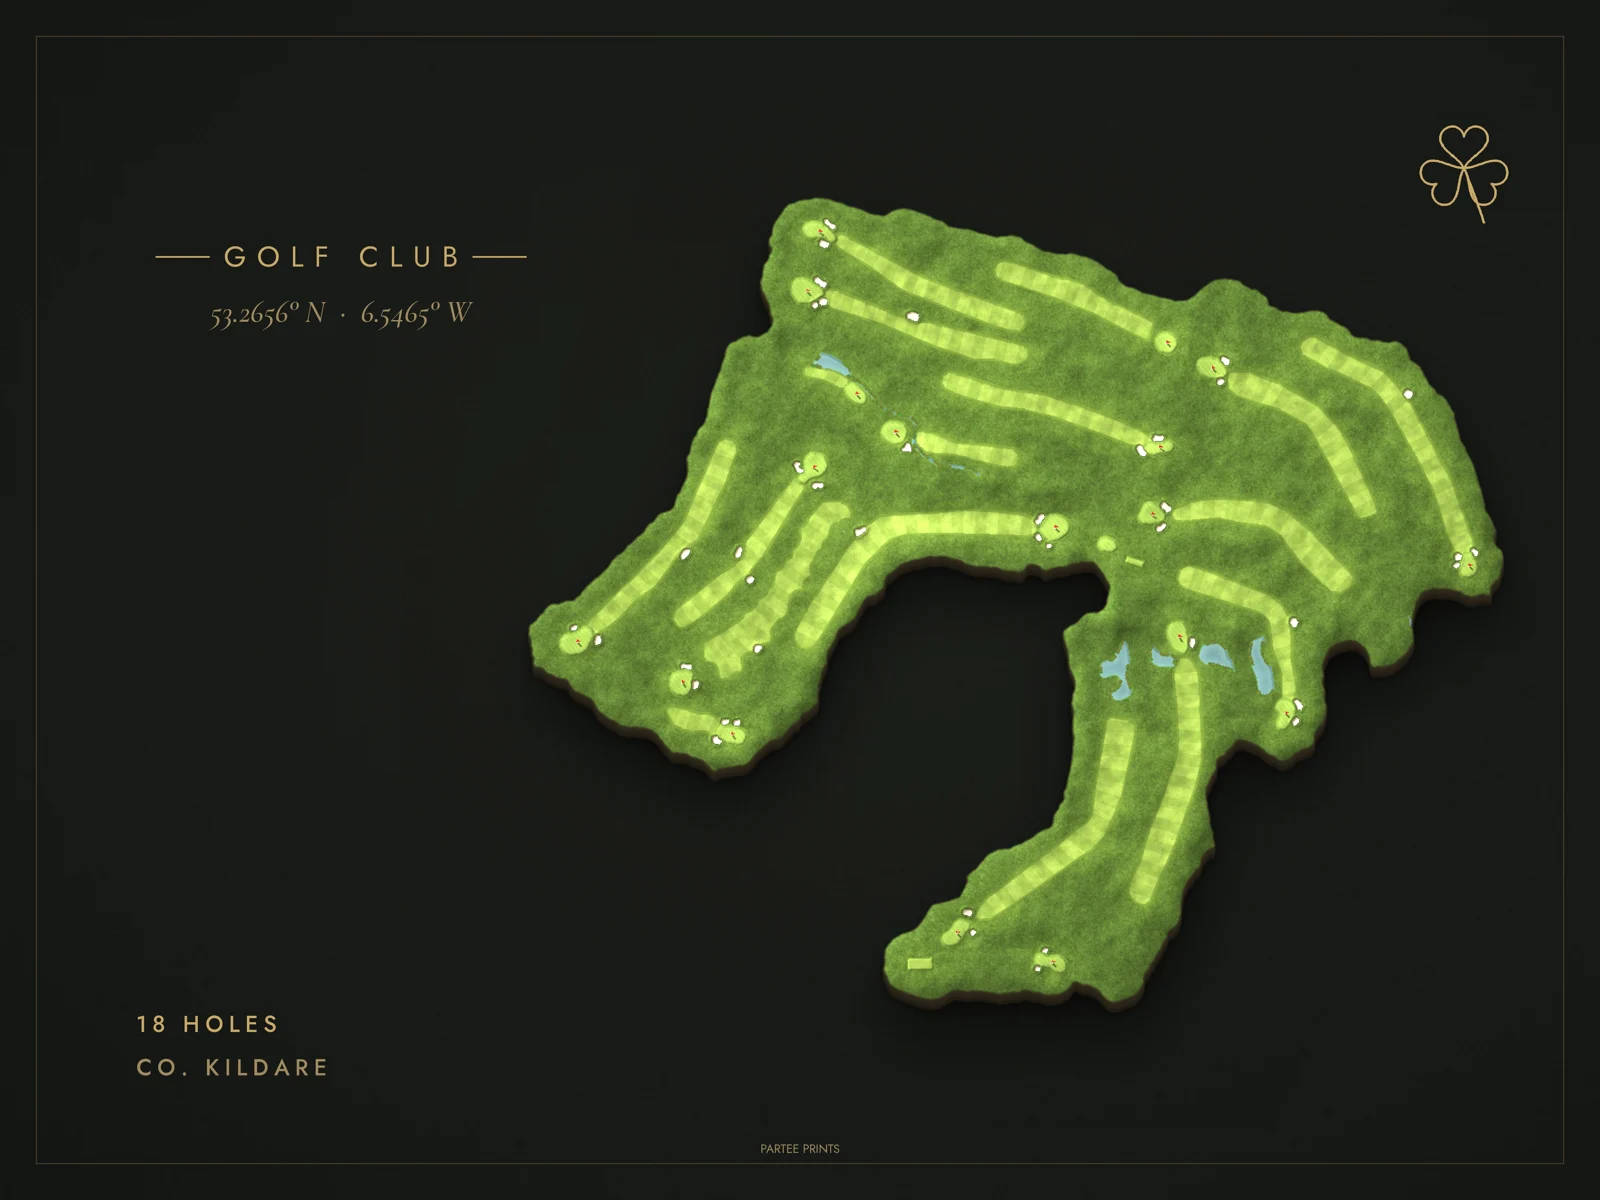 GOLF CLUB
53.2656° N · 6.5465° W
18 HOLES
CO. KILDARE
PARTEE PRINTS